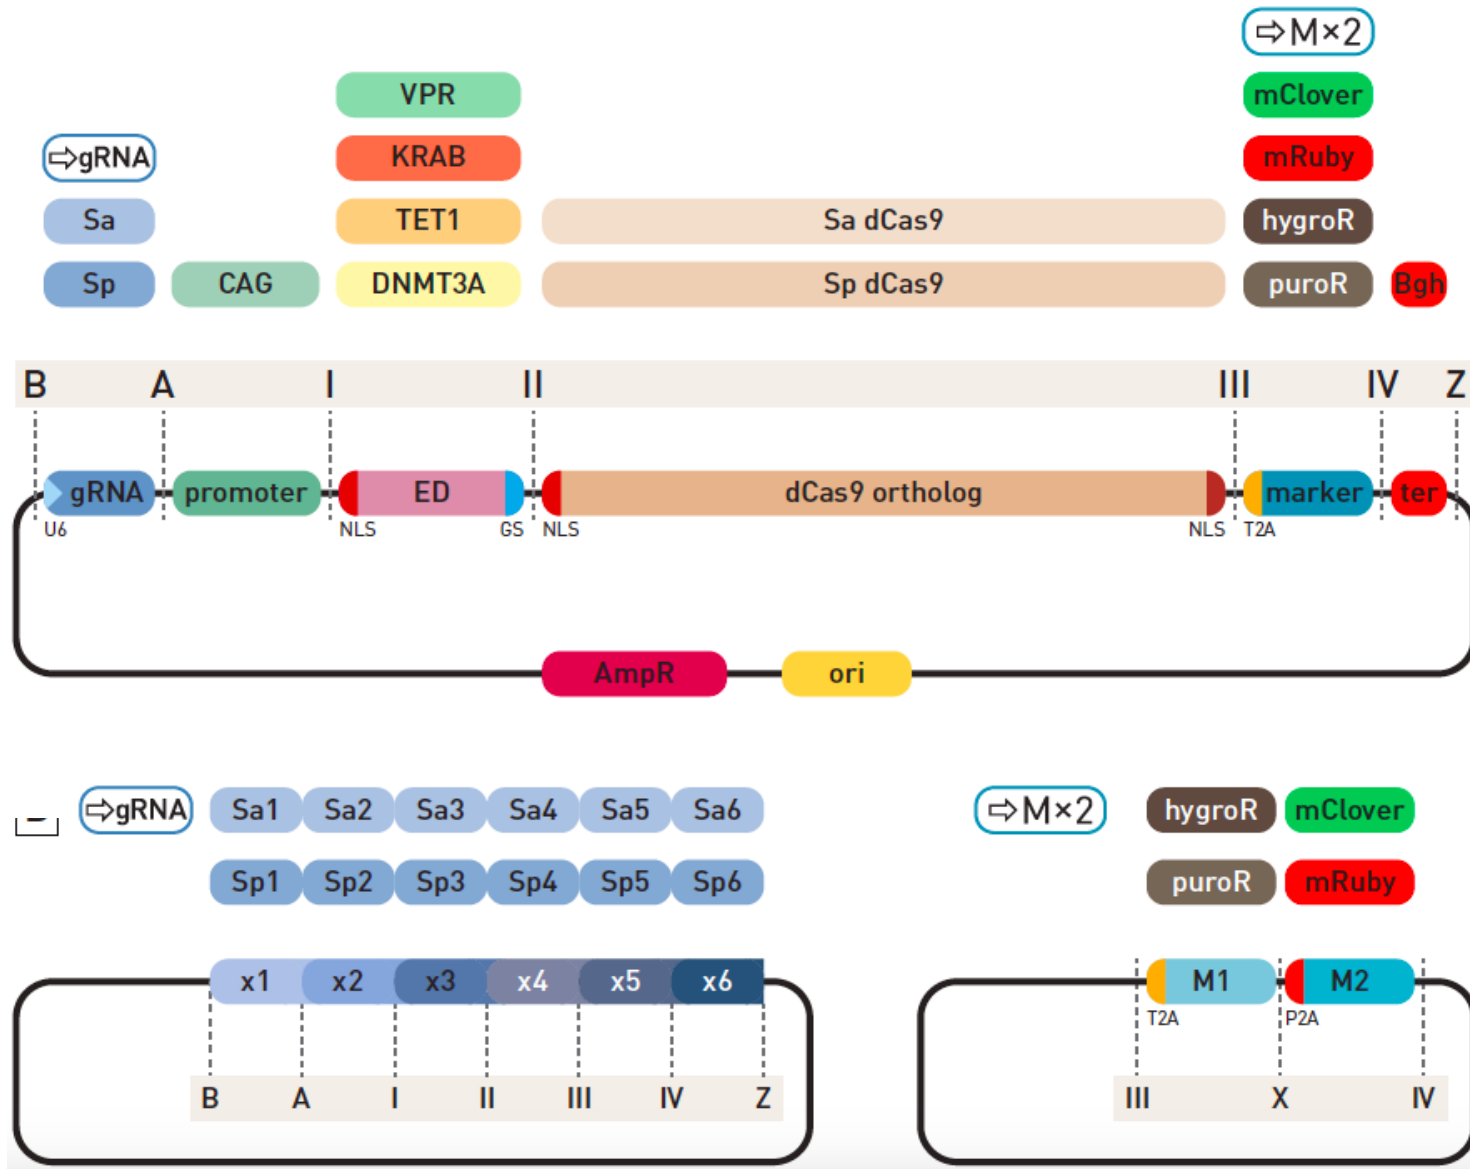 ⇨M×2
VPR mClover
⇨gRNA KRAB mRuby
Sa TET1 Sa dCas9 hygroR
Sp CAG DNMT3A Sp dCas9 puroR Bgh
B A I II III IV Z
gRNA promoter ED dCas9 ortholog marker ter
U6 NLS GS NLS NLS T2A
AmpR ori
⇨gRNA Sa1 Sa2 Sa3 Sa4 Sa5 Sa6 ⇨M×2 hygroR mClover
Sp1 Sp2 Sp3 Sp4 Sp5 Sp6 puroR mRuby
x1 x2 x3 x4 x5 x6 M1 M2
T2A P2A
B A I II III IV Z III X IV